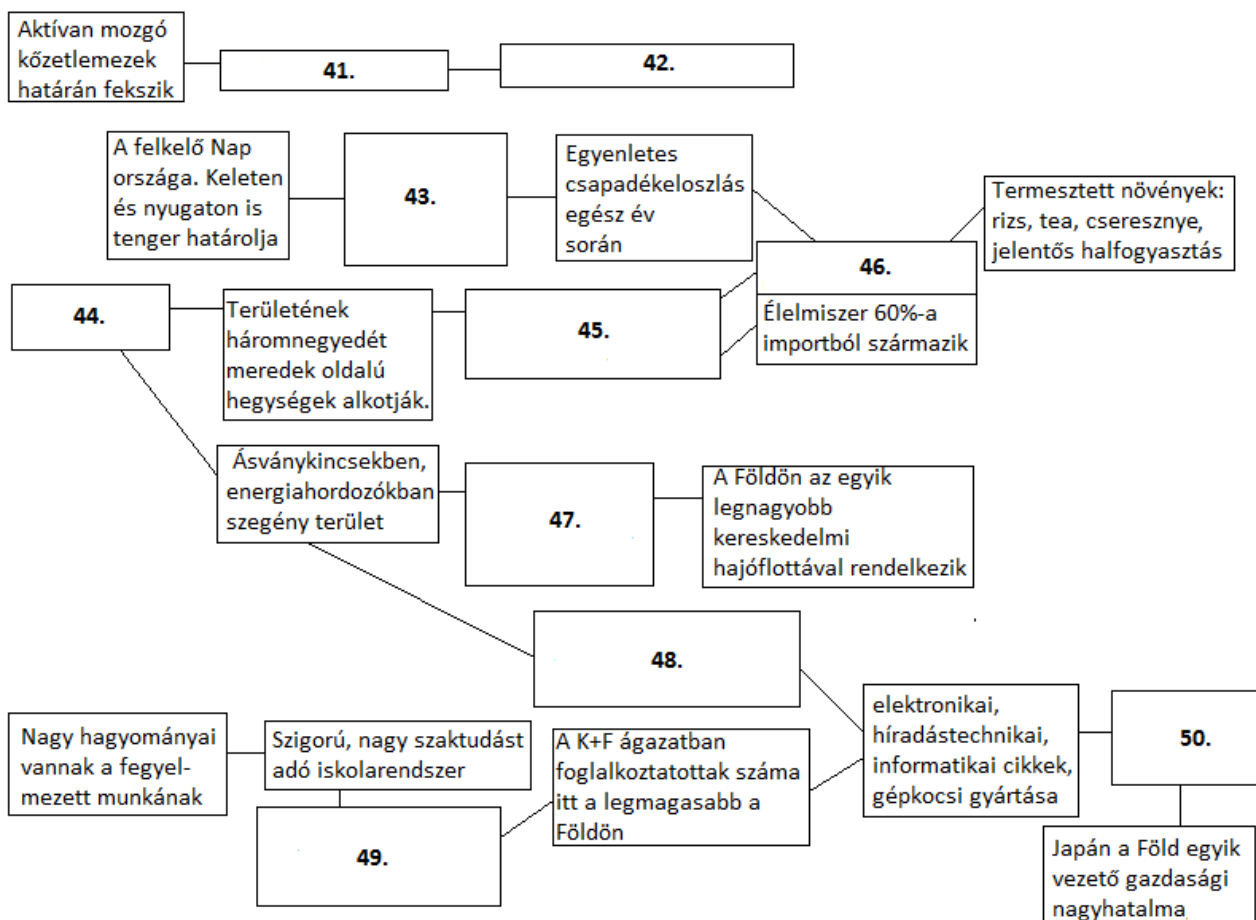 Aktívan mozgó
kőzetlemezek
határán fekszik
41.
42.
A felkelő Nap
országa. Keleten
és nyugaton is
tenger határolja
43.
Egyenletes
csapadékeloszlás
egész év
során
Termesztett növények:
rizs, tea, cseresznye,
jelentős halfogyasztás
46.
Élelmiszer 60%-a
importból származik
44.
Területének
háromnegyedét
meredek oldalú
hegységek alkotják.
45.
Ásványkincsekben,
energiahordozókban
szegény terület
47.
A Földön az egyik
legnagyobb
kereskedelmi
hajóflottával rendelkezik
48.
Nagy hagyományai
vannak a fegyel-
mezett munkának
Szigorú, nagy szaktudást
adó iskolarendszer
49.
A K+F ágazatban
foglalkoztatottak száma
itt a legmagasabb a
Földön
elektronikai,
híradástechnikai,
informatikai cikkek,
gépkocsi gyártása
50.
Japán a Föld egyik
vezető gazdasági
nagyhatalma